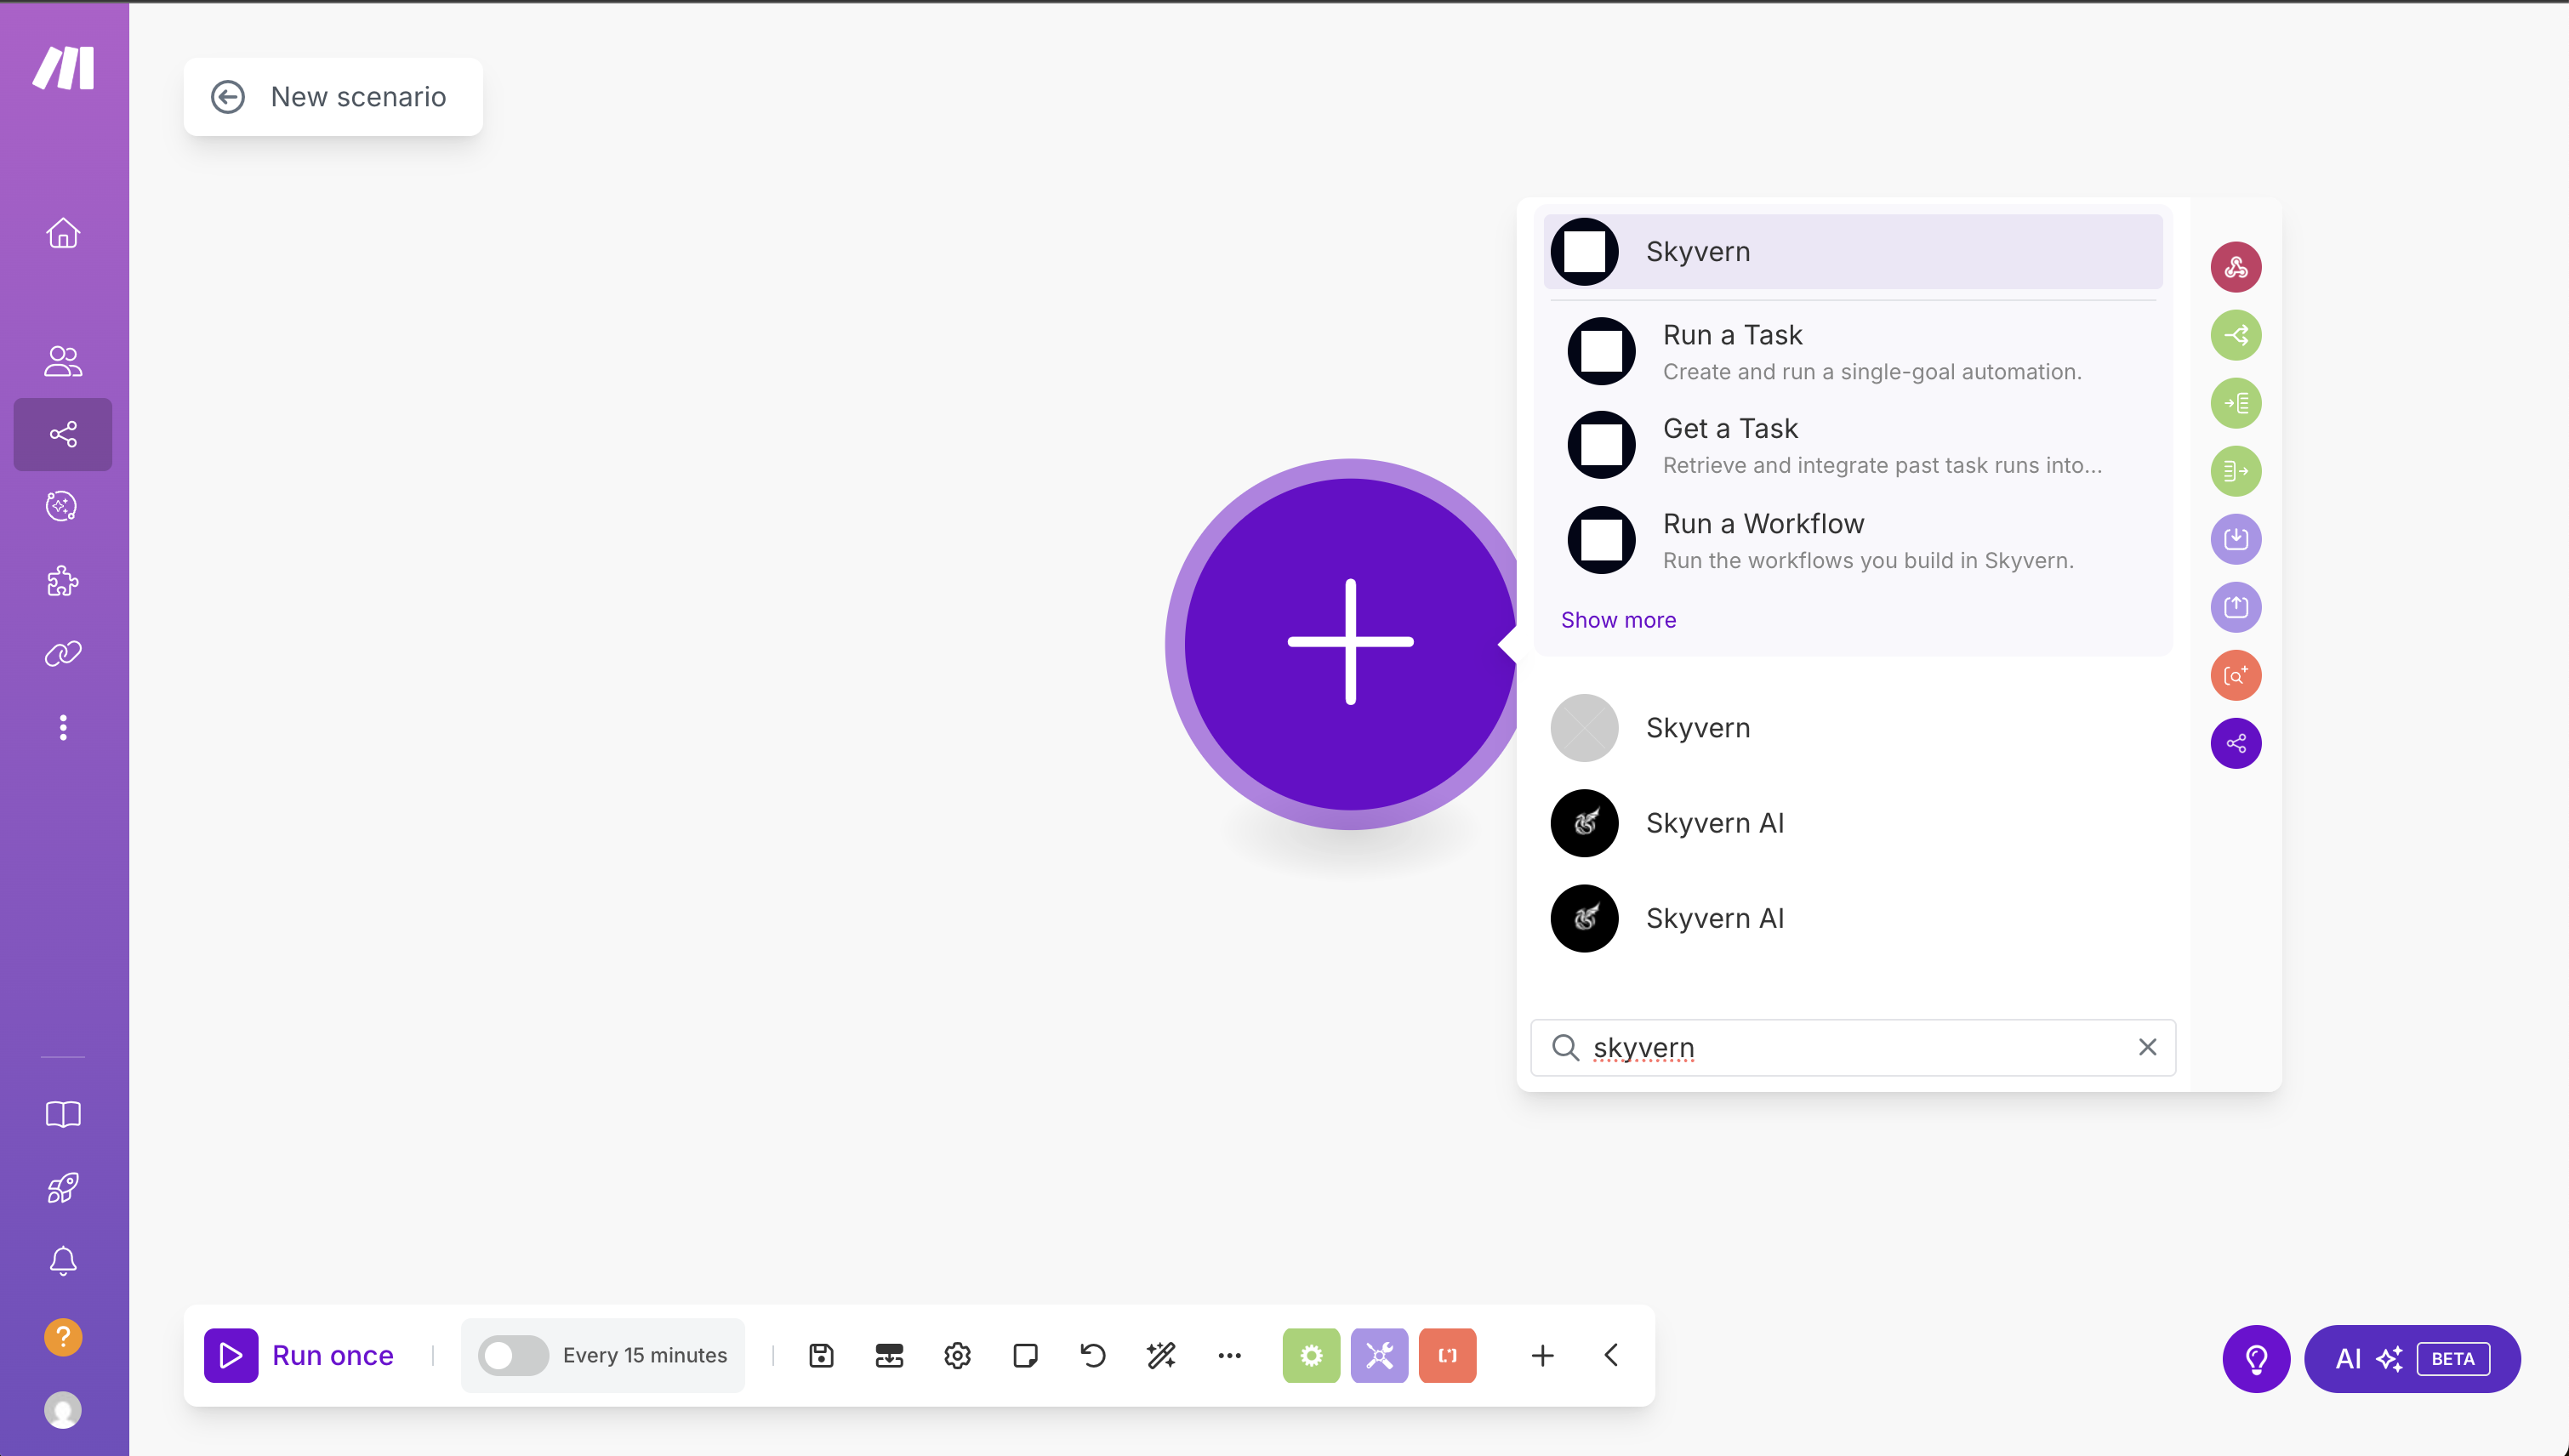 New scenario
Skyvern
Run a Task
Create and run a single-goal automation.
Get a Task
Retrieve and integrate past task runs into...
Run a Workflow
Run the workflows you build in Skyvern.
Show more
Skyvern
Skyvern AI
Skyvern AI
skyvern
?
Run once
Every 15 minutes
[.*]
AI BETA